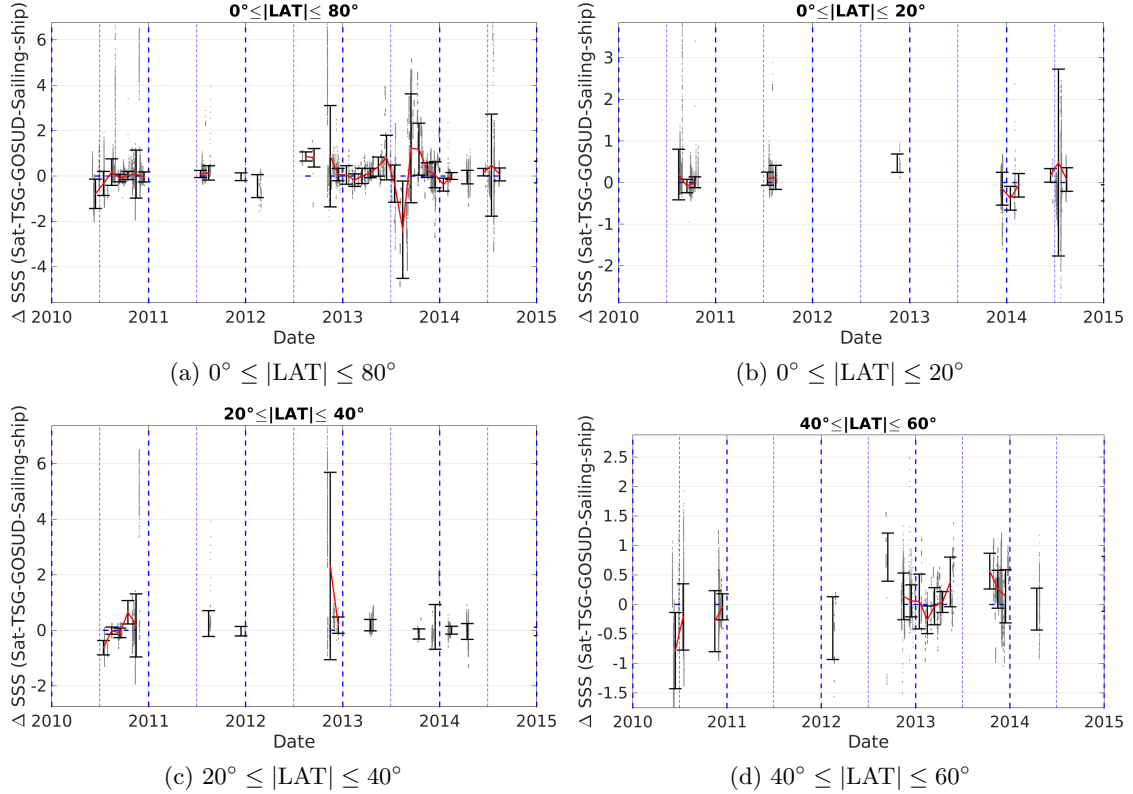 0°≤|LAT|≤ 80°
Δ SSS (Sat-TSG-GOSUD-Sailing-ship)
6
4
2
0
-2
-4
2010 2011 2012 2013 2014 2015
Date
(a) 0° ≤ |LAT| ≤ 80°
0°≤|LAT|≤ 20°
Δ SSS (Sat-TSG-GOSUD-Sailing-ship)
3
2
1
0
-1
-2
2010 2011 2012 2013 2014 2015
Date
(b) 0° ≤ |LAT| ≤ 20°
20°≤|LAT|≤ 40°
Δ SSS (Sat-TSG-GOSUD-Sailing-ship)
6
4
2
0
-2
2010 2011 2012 2013 2014 2015
Date
(c) 20° ≤ |LAT| ≤ 40°
40°≤|LAT|≤ 60°
Δ SSS (Sat-TSG-GOSUD-Sailing-ship)
2.5
2
1.5
1
0.5
0
-0.5
-1
-1.5
2010 2011 2012 2013 2014 2015
Date
(d) 40° ≤ |LAT| ≤ 60°